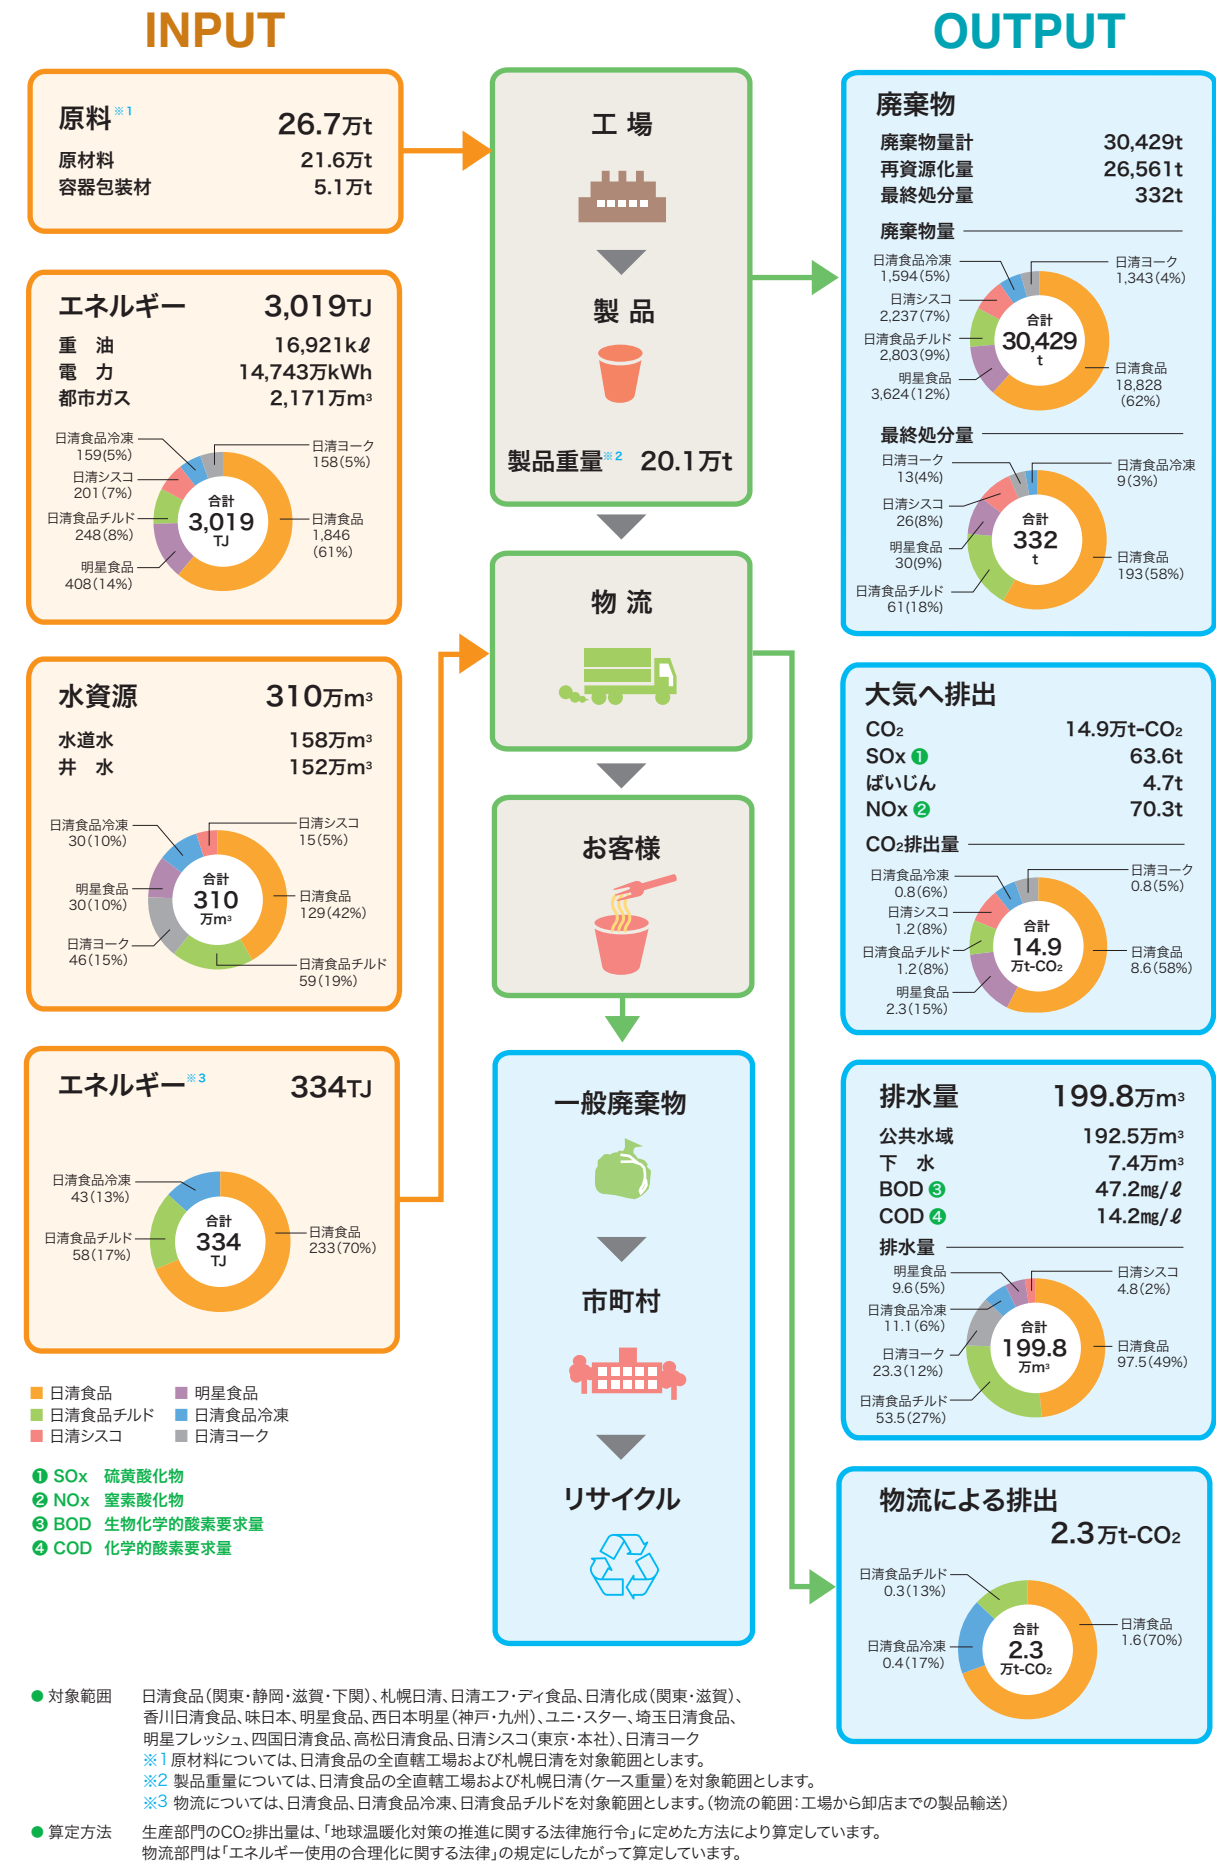 INPUT
原料※1 26.7万t
原材料 21.6万t
容器包装材 5.1万t
エネルギー 3,019TJ
重 油 16,921kℓ
電 力 14,743万kWh
都市ガス 2,171万m³
日清食品冷凍
159(5%)
日清ヨーク
158(5%)
日清シスコ
201(7%)
日清食品チルド
248(8%)
明星食品
408(14%)
日清食品
1,846
(61%)
合計
3,019
TJ
水資源 310万m³
水道水 158万m³
井 水 152万m³
日清食品冷凍
30(10%)
日清シスコ
15(5%)
明星食品
30(10%)
日清ヨーク
46(15%)
日清食品
129(42%)
日清食品チルド
59(19%)
合計
310
万m³
エネルギー※3 334TJ
日清食品冷凍
43(13%)
日清食品チルド
58(17%)
日清食品
233(70%)
合計
334
TJ
日清食品 明星食品
日清食品チルド 日清食品冷凍
日清シスコ 日清ヨーク
❶ SOx 硫黄酸化物
❷ NOx 窒素酸化物
❸ BOD 生物化学的酸素要求量
❹ COD 化学的酸素要求量
工 場
製 品
製品重量※2 20.1万t
物 流
お客様
一般廃棄物
市町村
リサイクル
OUTPUT
廃棄物
廃棄物量計 30,429t
再資源化量 26,561t
最終処分量 332t
廃棄物量
日清食品冷凍
1,594(5%)
日清ヨーク
1,343(4%)
日清シスコ
2,237(7%)
日清食品チルド
2,803(9%)
明星食品
3,624(12%)
日清食品
18,828
(62%)
合計
30,429
t
最終処分量
日清ヨーク
13(4%)
日清食品冷凍
9(3%)
日清シスコ
26(8%)
明星食品
30(9%)
日清食品チルド
61(18%)
日清食品
193(58%)
合計
332
t
大気へ排出
CO₂ 14.9万t-CO₂
SOx ❶ 63.6t
ばいじん 4.7t
NOx ❷ 70.3t
CO₂排出量
日清食品冷凍
0.8(6%)
日清ヨーク
0.8(5%)
日清シスコ
1.2(8%)
日清食品チルド
1.2(8%)
明星食品
2.3(15%)
日清食品
8.6(58%)
合計
14.9
万t-CO₂
排水量 199.8万m³
公共水域 192.5万m³
下 水 7.4万m³
BOD ❸ 47.2㎎/ℓ
COD ❹ 14.2㎎/ℓ
排水量
明星食品
9.6(5%)
日清シスコ
4.8(2%)
日清食品冷凍
11.1(6%)
日清ヨーク
23.3(12%)
日清食品チルド
53.5(27%)
日清食品
97.5(49%)
合計
199.8
万m³
物流による排出
2.3万t-CO₂
日清食品チルド
0.3(13%)
日清食品冷凍
0.4(17%)
日清食品
1.6(70%)
合計
2.3
万t-CO₂
● 対象範囲 日清食品(関東・静岡・滋賀・下関)、札幌日清、日清エフ・ディ食品、日清化成(関東・滋賀)、
香川日清食品、味日本、明星食品、西日本明星(神戸・九州)、ユニ・スター、埼玉日清食品、
明星フレッシュ、四国日清食品、高松日清食品、日清シスコ(東京・本社)、日清ヨーク
※1 原材料については、日清食品の全直轄工場および札幌日清を対象範囲とします。
※2 製品重量については、日清食品の全直轄工場および札幌日清(ケース重量)を対象範囲とします。
※3 物流については、日清食品、日清食品冷凍、日清食品チルドを対象範囲とします。(物流の範囲:工場から卸店までの製品輸送)
● 算定方法 生産部門のCO₂排出量は、「地球温暖化対策の推進に関する法律施行令」に定めた方法により算定しています。
物流部門は「エネルギー使用の合理化に関する法律」の規定にしたがって算定しています。